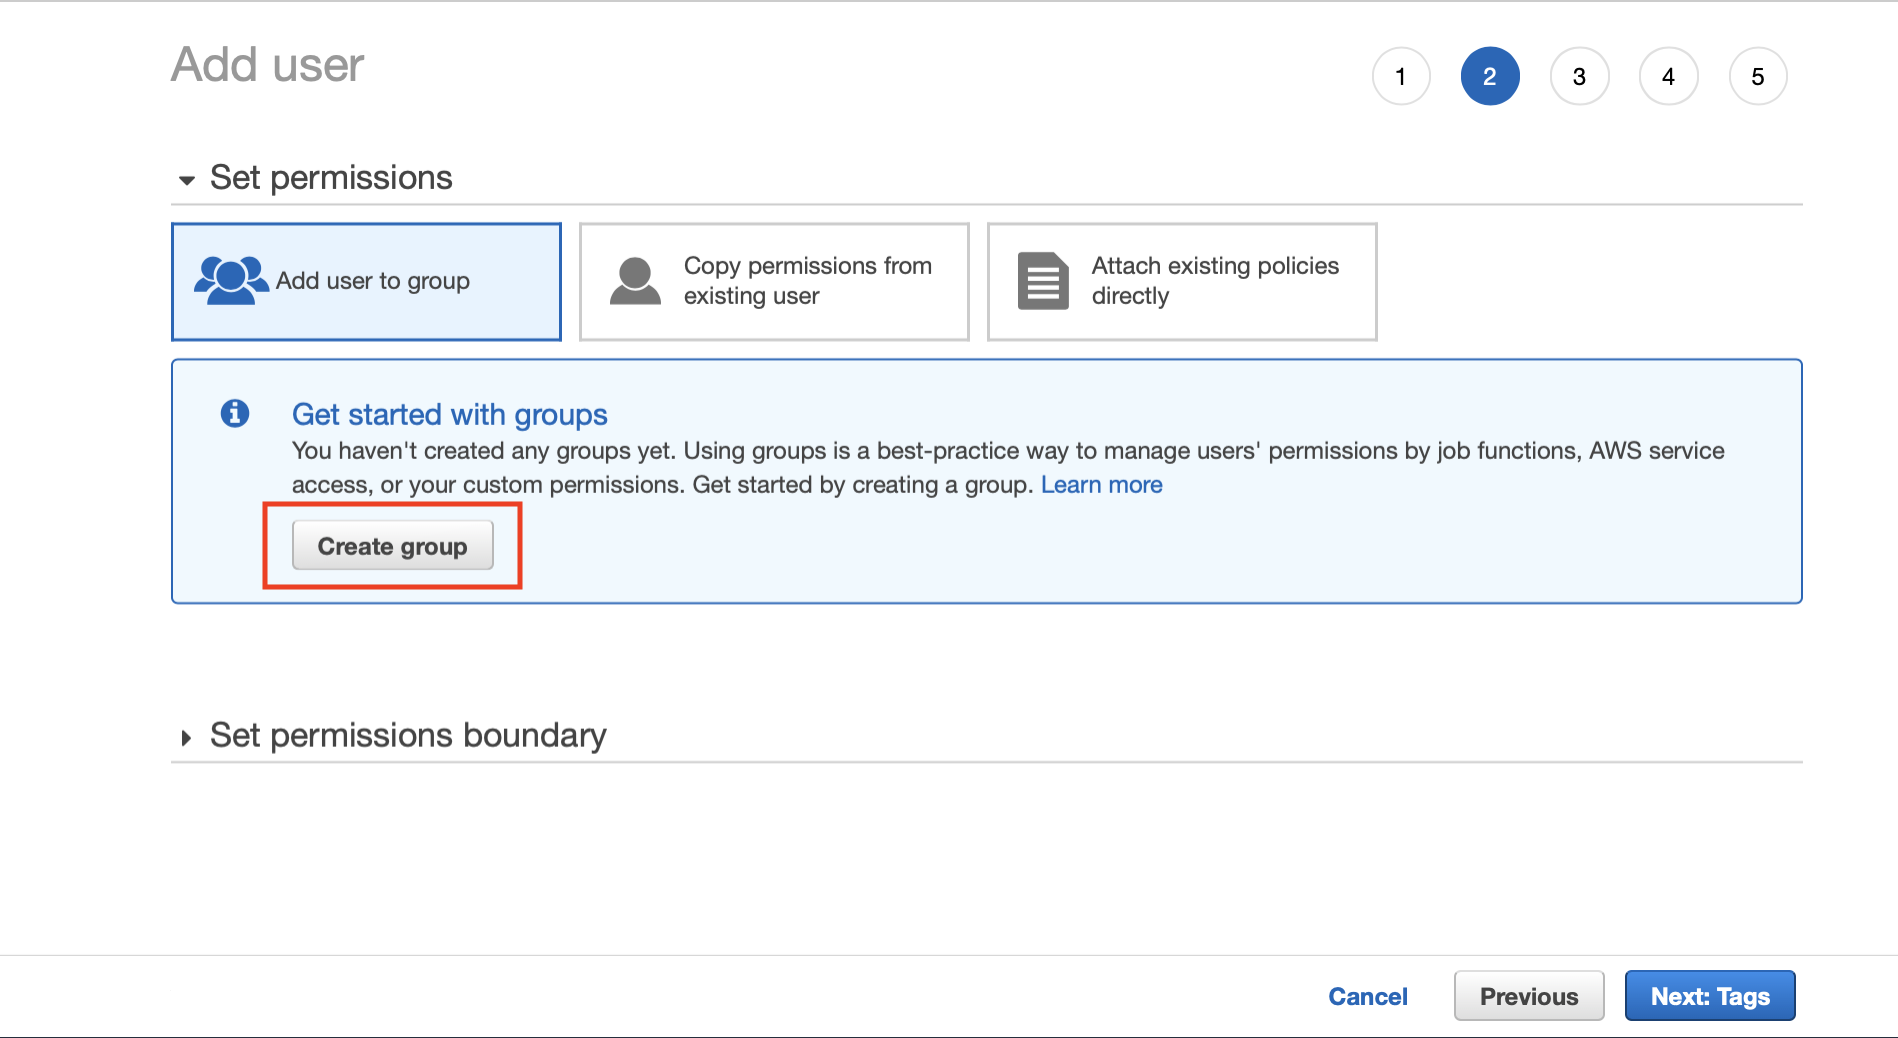 Add user
1 2 3 4 5
Set permissions
Add user to group
Copy permissions from
existing user
Attach existing policies
directly
Get started with groups
You haven't created any groups yet. Using groups is a best-practice way to manage users' permissions by job functions, AWS service
access, or your custom permissions. Get started by creating a group. Learn more
Create group
Set permissions boundary
Cancel
Previous
Next: Tags